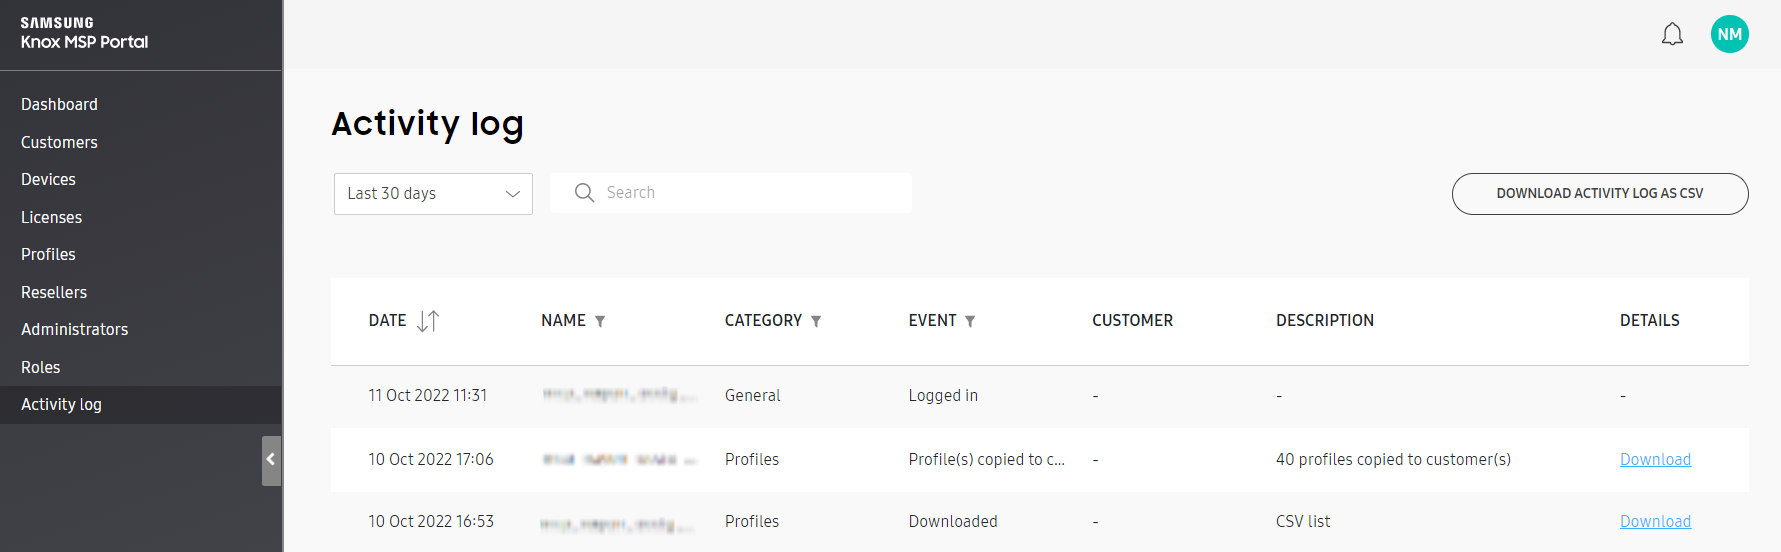 SAMSUNG
Knox MSP Portal
NM
Dashboard
Customers
Devices
Licenses
Profiles
Resellers
Administrators
Roles
Activity log
Activity log
Last 30 days
Search
DOWNLOAD ACTIVITY LOG AS CSV
DATE NAME CATEGORY EVENT CUSTOMER DESCRIPTION DETAILS
11 Oct 2022 11:31 General Logged in - - -
10 Oct 2022 17:06 Profiles Profile(s) copied to c... - 40 profiles copied to customer(s) Download
10 Oct 2022 16:53 Profiles Downloaded - CSV list Download